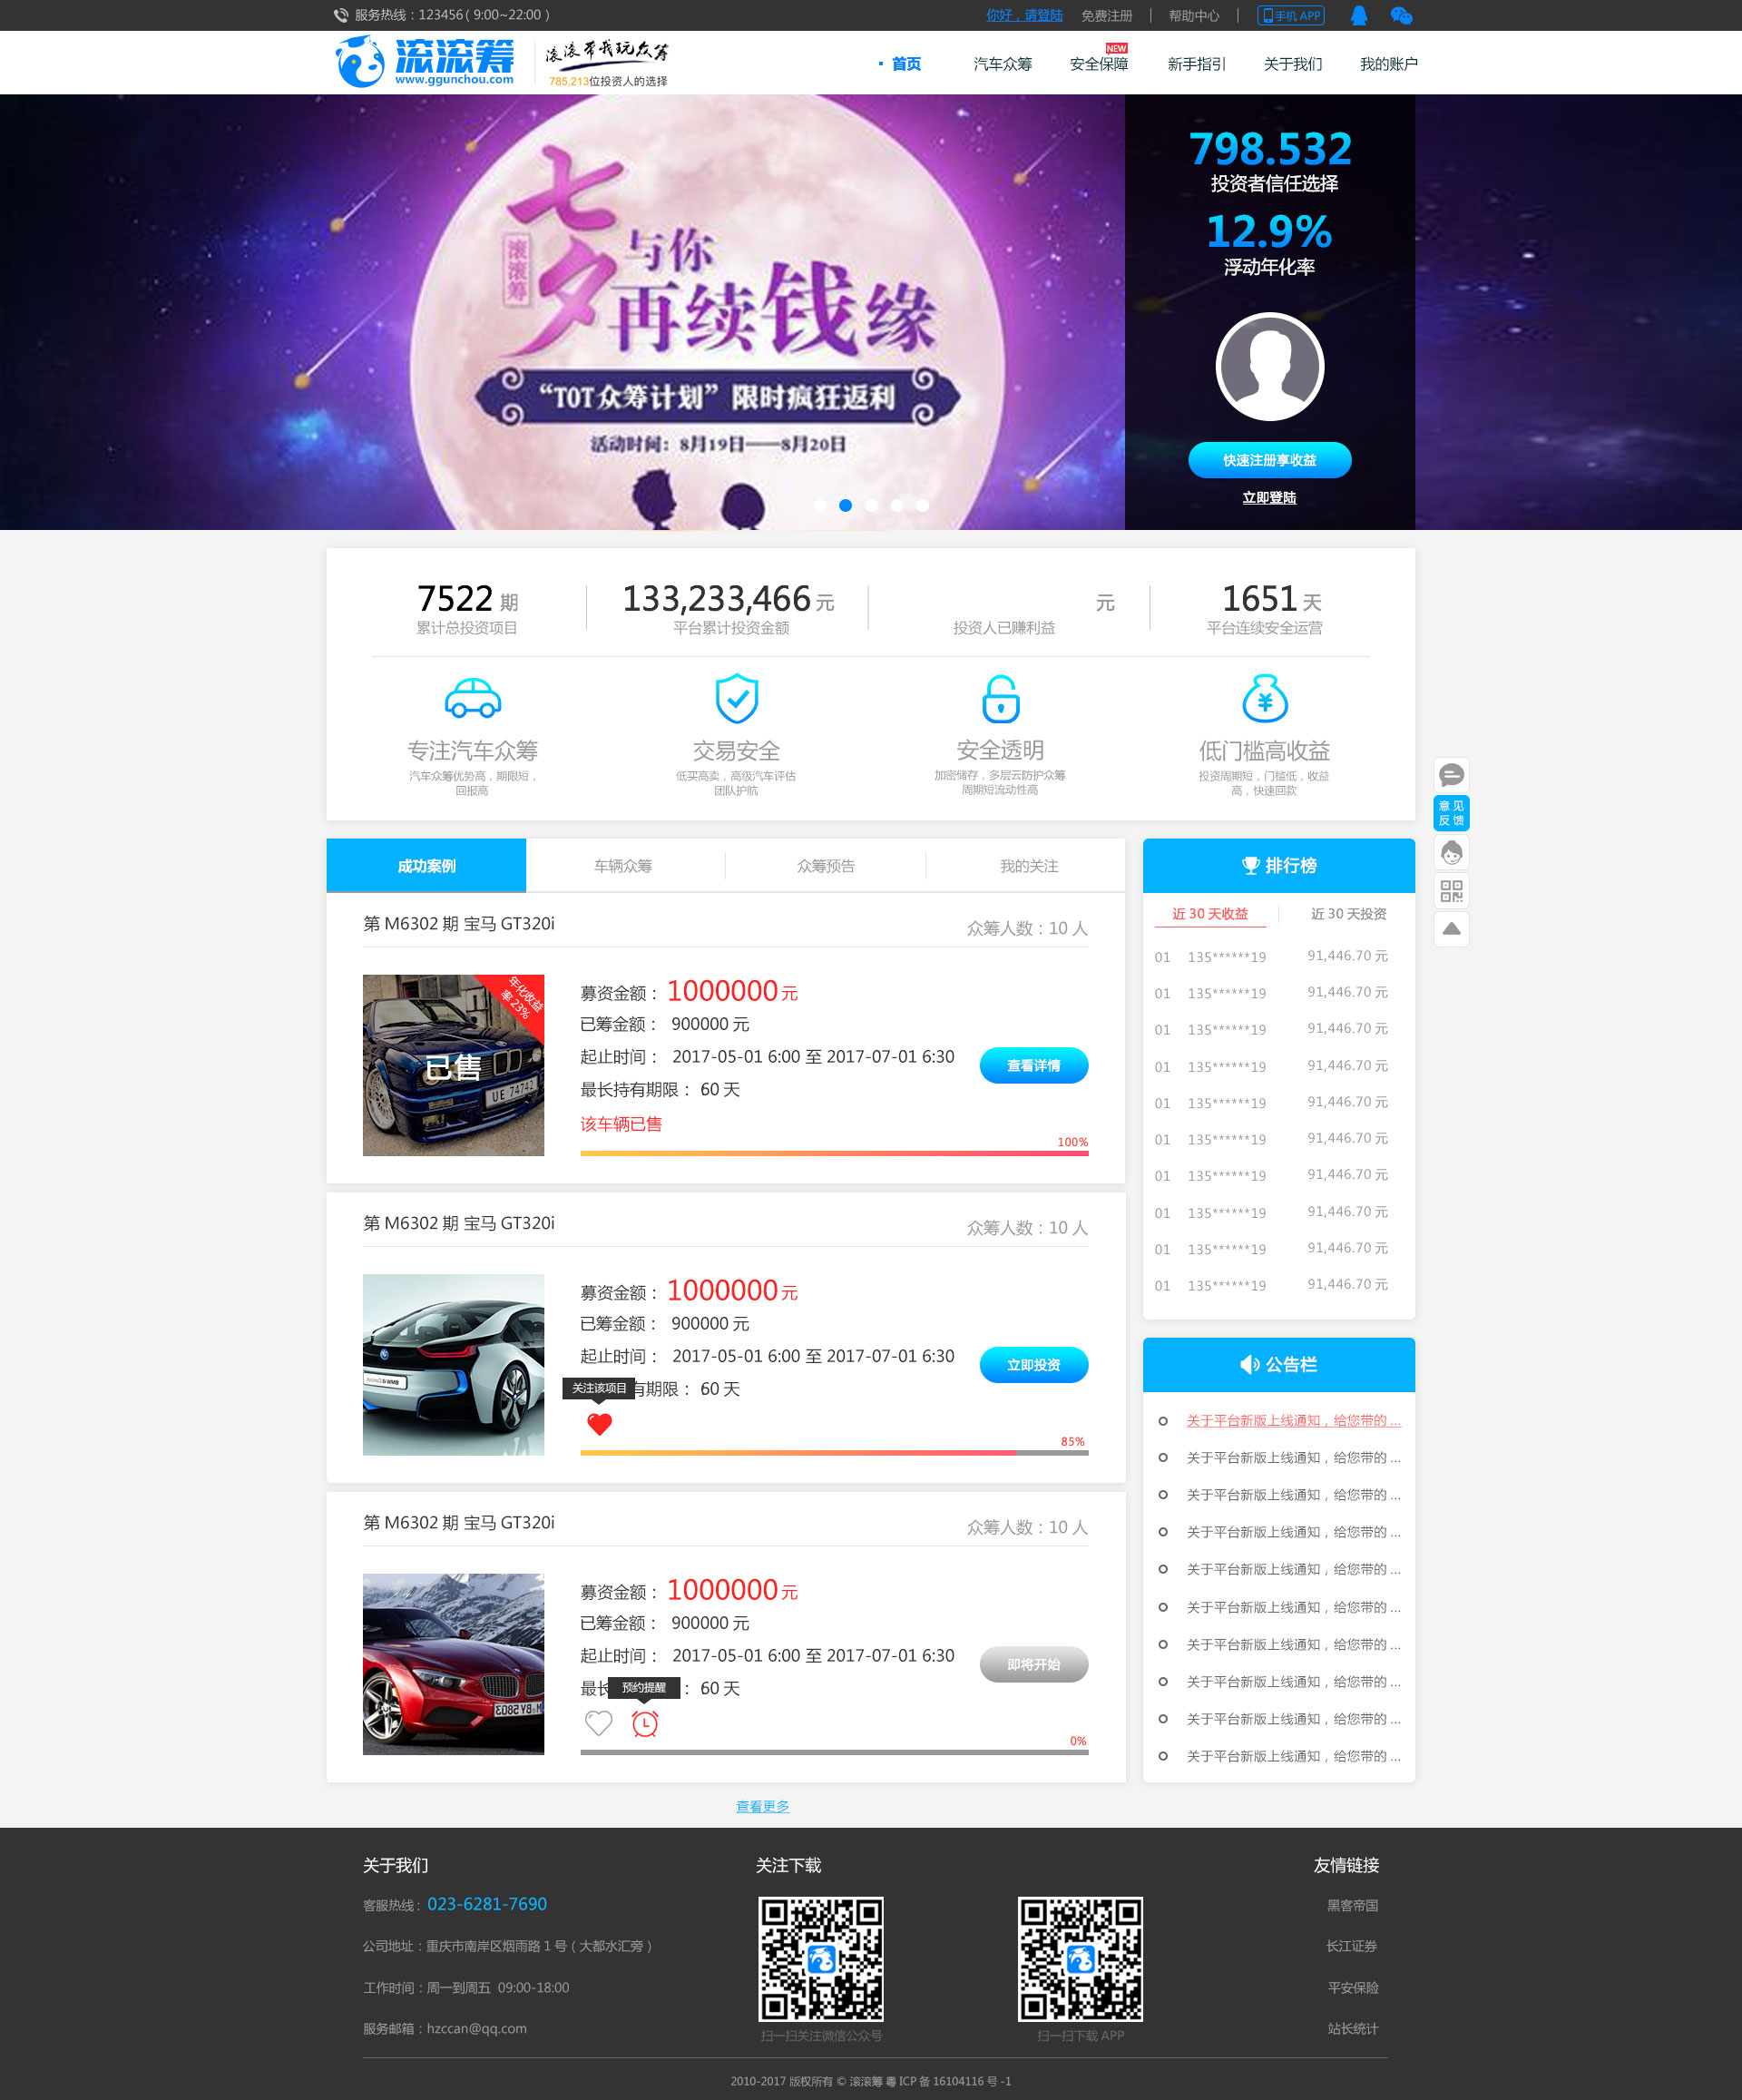 服务热线：123456（9:00~22:00）
你好，请登陆 免费注册 帮助中心 手机 APP
滚滚筹
www.ggunchou.com
滚滚带我玩众筹
785,213位投资人的选择
首页 汽车众筹 安全保障 新手指引 关于我们 我的账户
NEW
七夕
滚滚筹
与你
再续钱缘
“TOT众筹计划”限时疯狂返利
活动时间：8月19日——8月20日
798.532
投资者信任选择
12.9%
浮动年化率
快速注册享收益
立即登陆
7522 期
累计总投资项目
133,233,466 元
平台累计投资金额
元
投资人已赚利益
1651 天
平台连续安全运营
专注汽车众筹
汽车众筹优势高，期限短，
回报高
交易安全
低买高卖，高级汽车评估
团队护航
安全透明
加密储存，多层云防护众筹
周期短流动性高
低门槛高收益
投资周期短，门槛低，收益
高，快速回款
意见
反馈
成功案例 车辆众筹 众筹预告 我的关注
第 M6302 期 宝马 GT320i
众筹人数：10 人
年化收益
率 23%
已售
UE 74742
募资金额： 1000000 元
已筹金额： 900000 元
起止时间： 2017-05-01 6:00 至 2017-07-01 6:30
最长持有期限： 60 天
该车辆已售
查看详情
100%
第 M6302 期 宝马 GT320i
众筹人数：10 人
募资金额： 1000000 元
已筹金额： 900000 元
起止时间： 2017-05-01 6:00 至 2017-07-01 6:30
有期限： 60 天
关注该项目
立即投资
85%
第 M6302 期 宝马 GT320i
众筹人数：10 人
募资金额： 1000000 元
已筹金额： 900000 元
起止时间： 2017-05-01 6:00 至 2017-07-01 6:30
最长 ： 60 天
预约提醒
即将开始
0%
查看更多
排行榜
近 30 天收益 近 30 天投资
01 135******19 91,446.70 元
01 135******19 91,446.70 元
01 135******19 91,446.70 元
01 135******19 91,446.70 元
01 135******19 91,446.70 元
01 135******19 91,446.70 元
01 135******19 91,446.70 元
01 135******19 91,446.70 元
01 135******19 91,446.70 元
01 135******19 91,446.70 元
公告栏
关于平台新版上线通知，给您带的 ...
关于平台新版上线通知，给您带的 ...
关于平台新版上线通知，给您带的 ...
关于平台新版上线通知，给您带的 ...
关于平台新版上线通知，给您带的 ...
关于平台新版上线通知，给您带的 ...
关于平台新版上线通知，给您带的 ...
关于平台新版上线通知，给您带的 ...
关于平台新版上线通知，给您带的 ...
关于平台新版上线通知，给您带的 ...
关于我们
客服热线：023-6281-7690
公司地址：重庆市南岸区烟雨路 1 号（大都水汇旁）
工作时间：周一到周五 09:00-18:00
服务邮箱：hzccan@qq.com
关注下载
扫一扫关注微信公众号
扫一扫下载 APP
友情链接
黑客帝国
长江证券
平安保险
站长统计
2010-2017 版权所有 © 滚滚筹 粤 ICP 备 16104116 号 -1